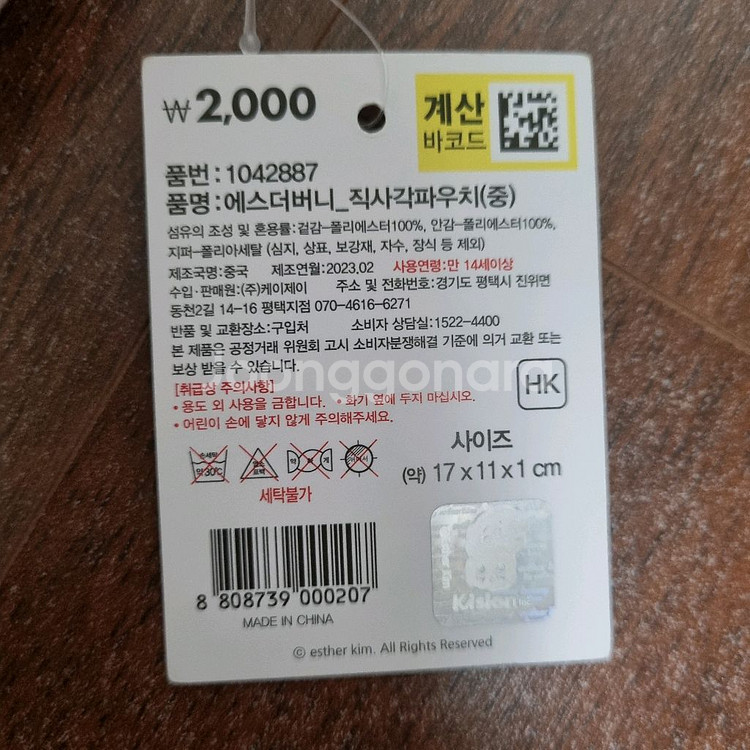 ₩2,000
계산
바코드
품번 : 1042887
품명 : 에스더버니_직사각파우치(중)
섬유의 조성 및 혼용률 : 겉감-폴리에스터100%, 안감-폴리에스터100%,
지퍼-폴리아세탈 (심지, 상표, 보강재, 자수, 장식 등 제외)
제조국명:중국 제조연월:2023.02 사용연령:만 14세이상
수입·판매원:(주)케이제이 주소 및 전화번호:경기도 평택시 진위면
동천2길 14-16 평택지점 070-4616-6271
반품 및 교환장소:구입처 소비자 상담실:1522-4400
본 제품은 공정거래 위원회 고시 소비자분쟁해결 기준에 의거 교환 또는
보상 받을 수 있습니다.
joonggonara
[취급상 주의사항]
• 용도 외 사용을 금합니다. • 화기 옆에 두지 마십시오.
• 어린이 손에 닿지 않게 주의해주세요.
HK
손세탁
약30℃
세탁불가
사이즈
(약) 17 x 11 x 1 cm
8 808739 000207
MADE IN CHINA
© esther kim. All Rights Reserved